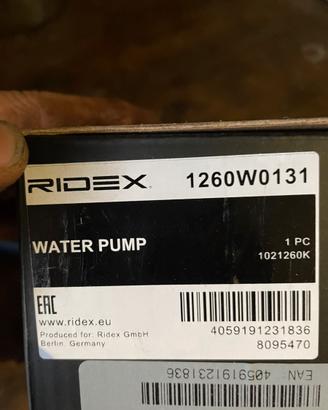 RIDEX 1260W0131
WATER PUMP 1 PC
1021260K
EAC
www.ridex.eu
Produced for: Ridex GmbH 4059191231836
Berlin, Germany 8095470
EAN: 4059191231836